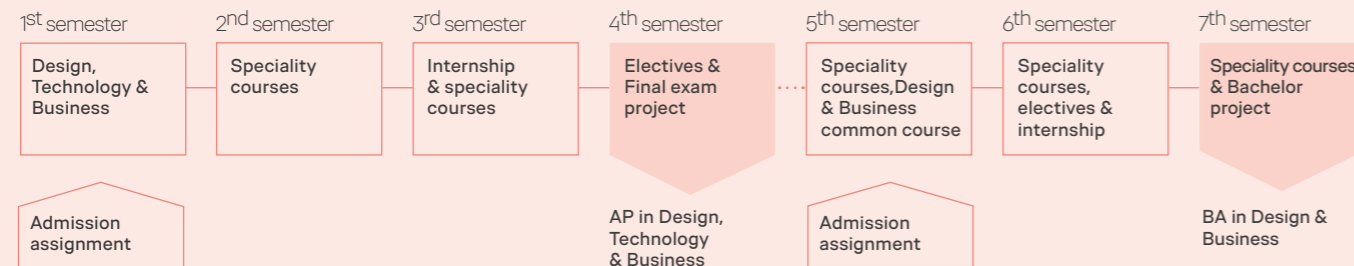 1st semester
Design,
Technology &
Business
2nd semester
Speciality
courses
3rd semester
Internship
& speciality
courses
4th semester
Electives &
Final exam
project
5th semester
Speciality
courses,Design
& Business
common course
6th semester
Speciality
courses,
electives &
internship
7th semester
Speciality courses
& Bachelor
project
Admission
assignment
AP in Design,
Technology
& Business
Admission
assignment
BA in Design &
Business